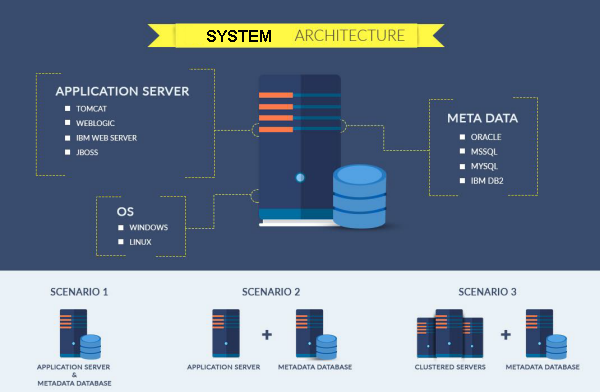 SYSTEM ARCHITECTURE
APPLICATION SERVER
TOMCAT
WEBLOGIC
IBM WEB SERVER
JBOSS
META DATA
ORACLE
MSSQL
MYSQL
IBM DB2
OS
WINDOWS
LINUX
SCENARIO 1
APPLICATION SERVER
&
METADATA DATABASE
SCENARIO 2
+
APPLICATION SERVER
METADATA DATABASE
SCENARIO 3
+
CLUSTERED SERVERS
METADATA DATABASE